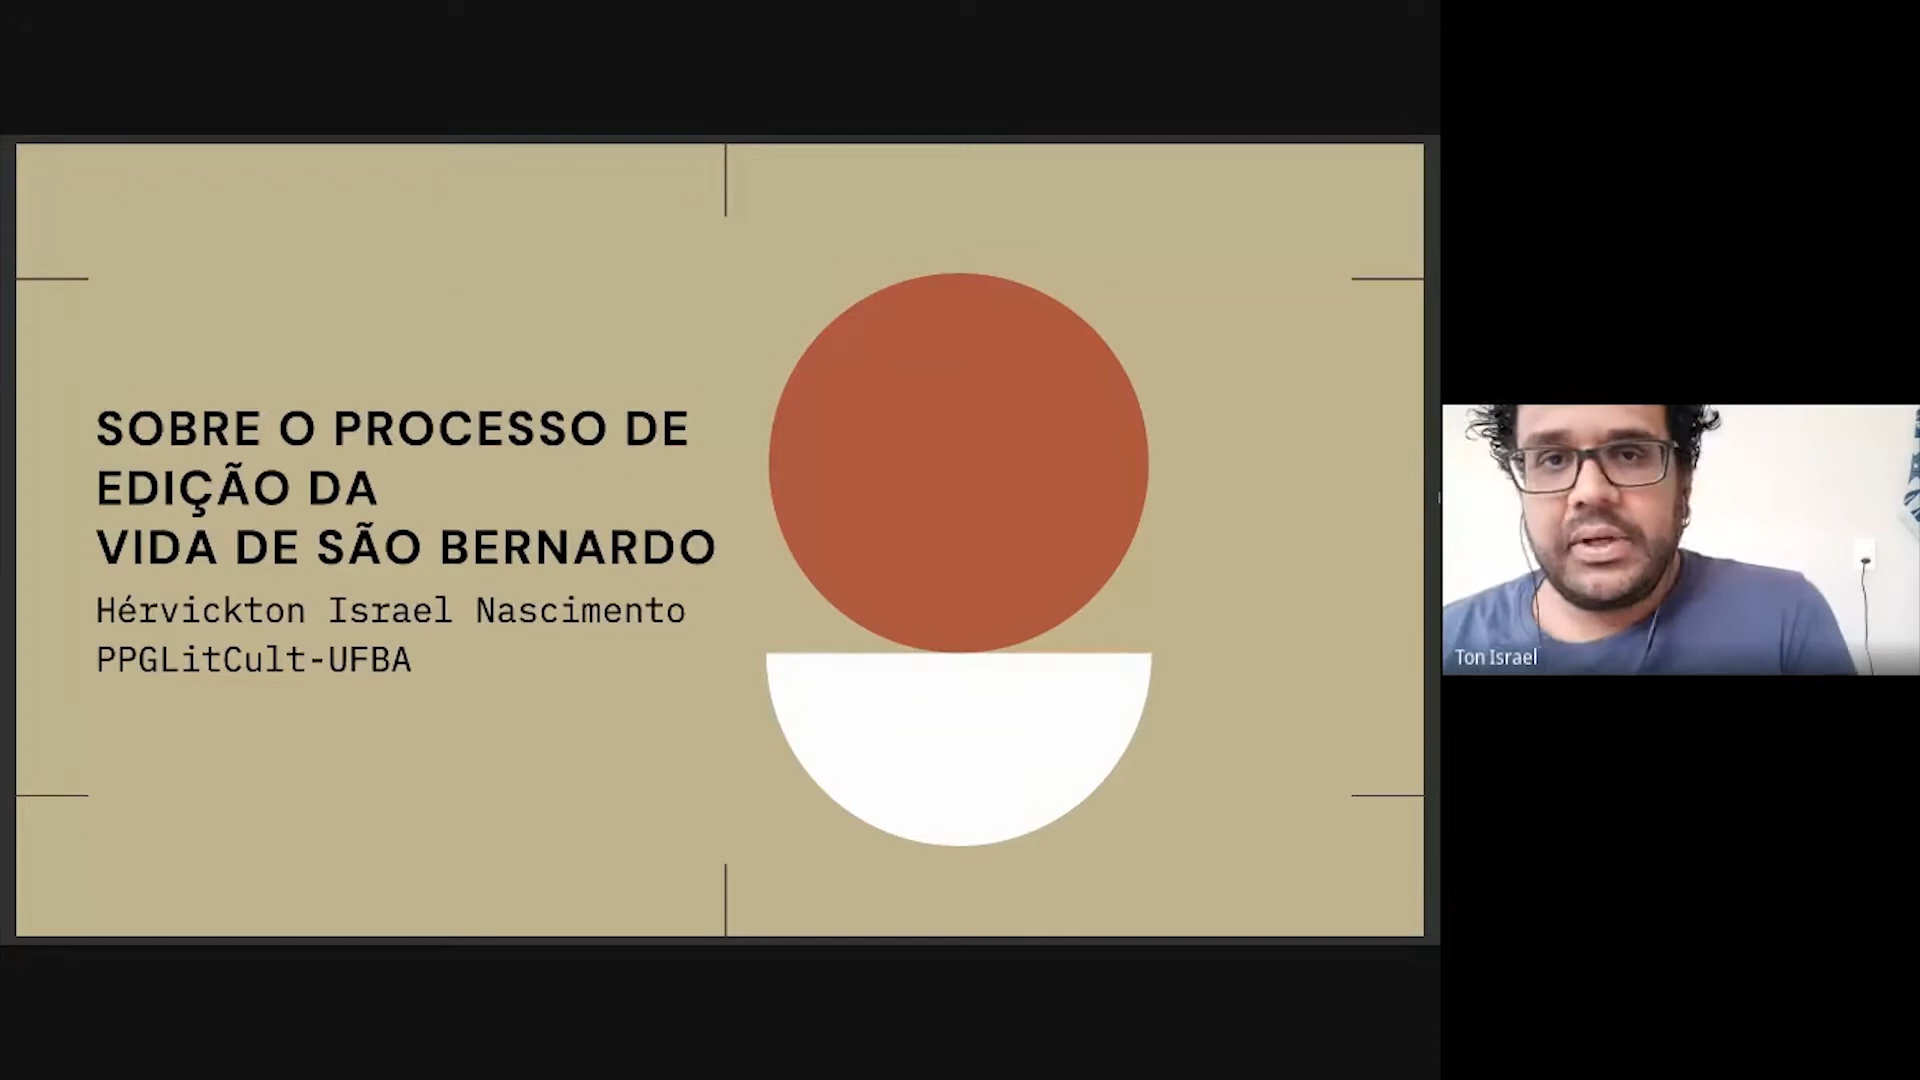 SOBRE O PROCESSO DE
EDIÇÃO DA
VIDA DE SÃO BERNARDO
Hérvickton Israel Nascimento
PPGLitCult-UFBA
Ton Israel